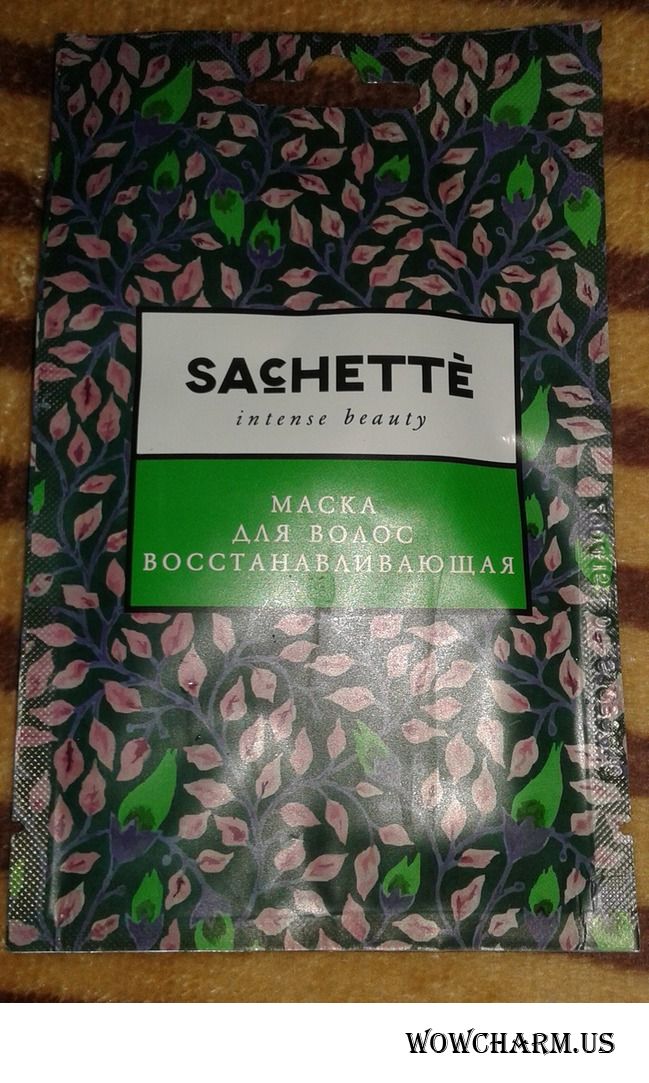 SACHETTÈ
intense beauty
МАСКА
ДЛЯ ВОЛОС
ВОССТАНАВЛИВАЮЩАЯ
WOWCHARM.US